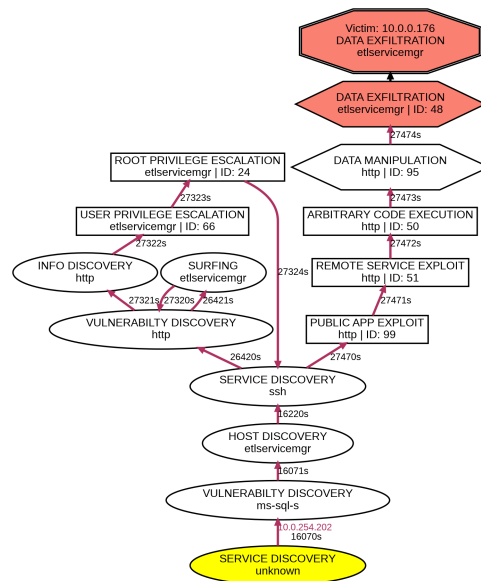 Victim: 10.0.0.176
DATA EXFILTRATION
etlservicemgr
DATA EXFILTRATION
etlservicemgr | ID: 48
27474s
ROOT PRIVILEGE ESCALATION
etlservicemgr | ID: 24
DATA MANIPULATION
http | ID: 95
27323s
27473s
USER PRIVILEGE ESCALATION
etlservicemgr | ID: 66
ARBITRARY CODE EXECUTION
http | ID: 50
27322s
27472s
INFO DISCOVERY
http
SURFING
etlservicemgr
27324s
REMOTE SERVICE EXPLOIT
http | ID: 51
27321s
27320s
26421s
27471s
VULNERABILTY DISCOVERY
http
PUBLIC APP EXPLOIT
http | ID: 99
26420s
27470s
SERVICE DISCOVERY
ssh
16220s
HOST DISCOVERY
etlservicemgr
16071s
VULNERABILTY DISCOVERY
ms-sql-s
10.0.254.202
16070s
SERVICE DISCOVERY
unknown